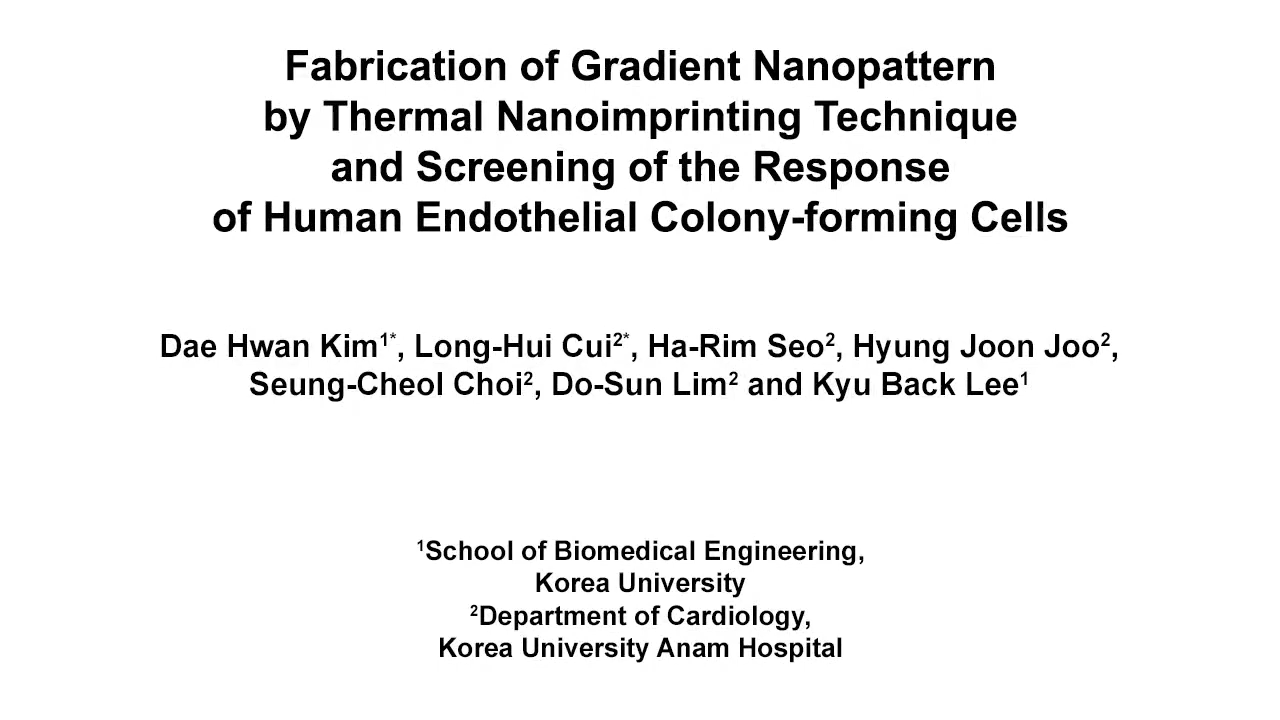 Fabrication of Gradient Nanopattern
by Thermal Nanoimprinting Technique
and Screening of the Response
of Human Endothelial Colony-forming Cells
Dae Hwan Kim¹*, Long-Hui Cui²*, Ha-Rim Seo², Hyung Joon Joo²,
Seung-Cheol Choi², Do-Sun Lim² and Kyu Back Lee¹
¹School of Biomedical Engineering,
Korea University
²Department of Cardiology,
Korea University Anam Hospital